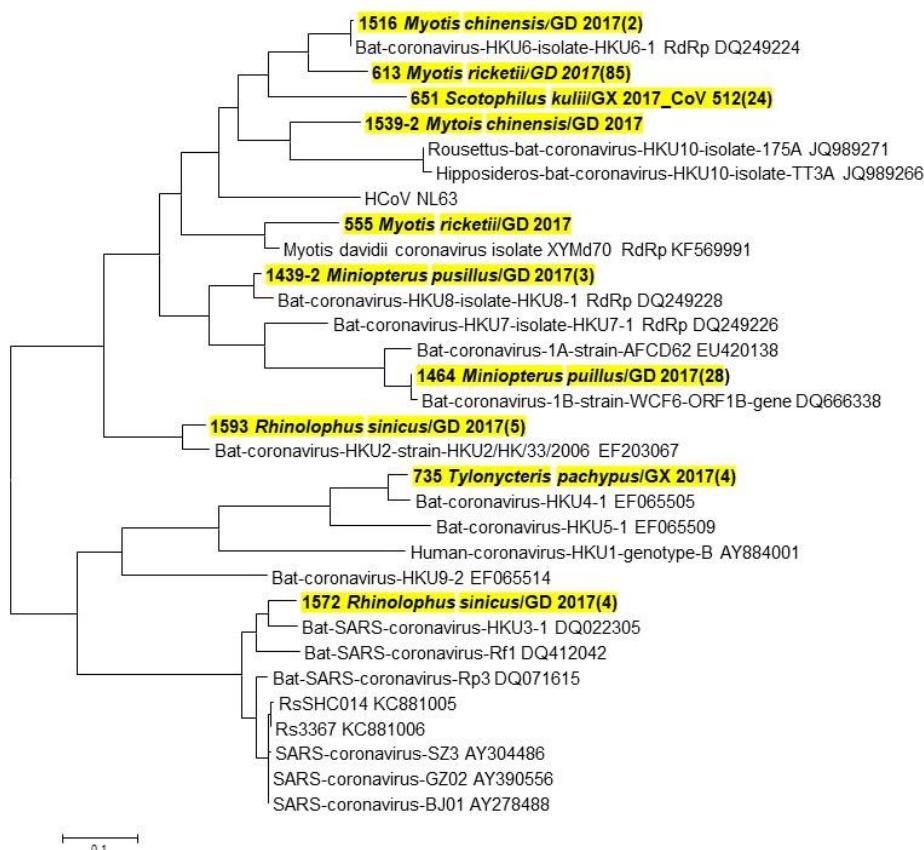 1516 Myotis chinensis/GD 2017(2)
Bat-coronavirus-HKU6-isolate-HKU6-1 RdRp DQ249224
613 Myotis ricketii/GD 2017(85)
651 Scotophilus kulii/GX 2017_CoV 512(24)
1539-2 Mytois chinensis/GD 2017
Rousettus-bat-coronavirus-HKU10-isolate-175A JQ989271
Hipposideros-bat-coronavirus-HKU10-isolate-TT3A JQ989266
HCoV NL63
555 Myotis ricketii/GD 2017
Myotis davidii coronavirus isolate XYMd70 RdRp KF569991
1439-2 Miniopterus pusillus/GD 2017(3)
Bat-coronavirus-HKU8-isolate-HKU8-1 RdRp DQ249228
Bat-coronavirus-HKU7-isolate-HKU7-1 RdRp DQ249226
Bat-coronavirus-1A-strain-AFCD62 EU420138
1464 Miniopterus puillus/GD 2017(28)
Bat-coronavirus-1B-strain-WCF6-ORF1B-gene DQ666338
1593 Rhinolophus sinicus/GD 2017(5)
Bat-coronavirus-HKU2-strain-HKU2/HK/33/2006 EF203067
735 Tylonycteris pachypus/GX 2017(4)
Bat-coronavirus-HKU4-1 EF065505
Bat-coronavirus-HKU5-1 EF065509
Human-coronavirus-HKU1-genotype-B AY884001
Bat-coronavirus-HKU9-2 EF065514
1572 Rhinolophus sinicus/GD 2017(4)
Bat-SARS-coronavirus-HKU3-1 DQ022305
Bat-SARS-coronavirus-Rf1 DQ412042
Bat-SARS-coronavirus-Rp3 DQ071615
RsSHC014 KC881005
Rs3367 KC881006
SARS-coronavirus-SZ3 AY304486
SARS-coronavirus-GZ02 AY390556
SARS-coronavirus-BJ01 AY278488
0.1